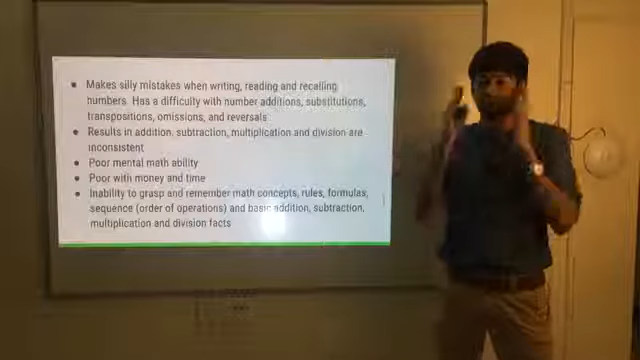 ● Makes silly mistakes when writing, reading and recalling
numbers. Has a difficulty with number additions, substitutions,
transpositions, omissions, and reversals.
● Results in addition, subtraction, multiplication and division are
inconsistent
● Poor mental math ability
● Poor with money and time
● Inability to grasp and remember math concepts, rules, formulas,
sequence (order of operations) and basic addition, subtraction,
multiplication and division facts